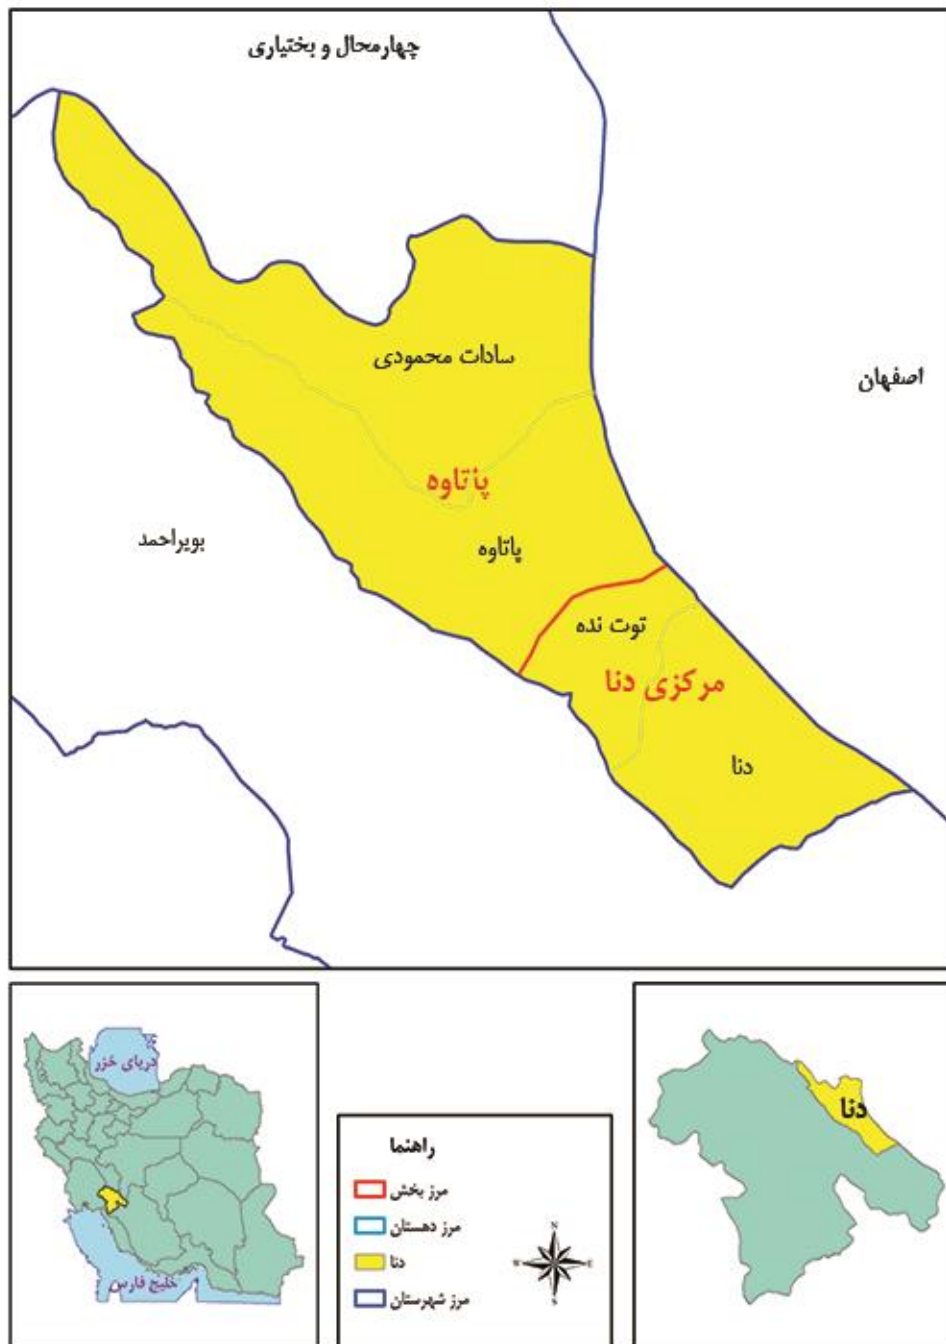 چهارمحال و بختیاری
سادات محمودی
اصفهان
پاتاوه
پاتاوه
بویراحمد
توت نده
مرکزی دنا
دنا
دریای خزر
خلیج فارس
راهنما
مرز بخش
مرز دهستان
دنا
مرز شهرستان
N
W E
S
دنا